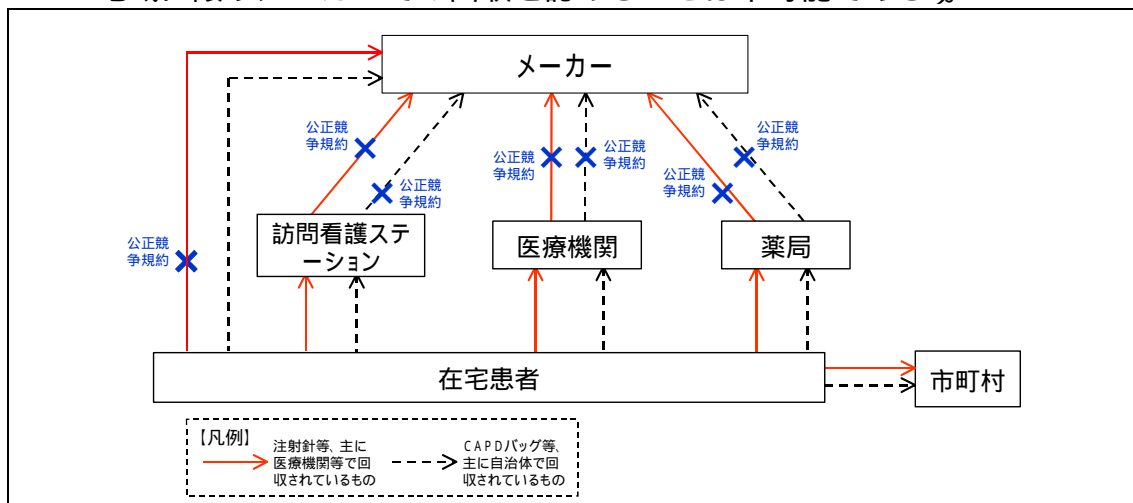 メーカー
公正競
争規約
公正競
争規約
公正競
争規約
公正競
争規約
公正競
争規約
公正競
争規約
公正競
争規約
訪問看護ステ
ーション
医療機関
薬局
在宅患者
市町村
【凡例】
注射針等、主に
医療機関等で回
収されているもの
CAPDバッグ等、
主に自治体で回
収されているもの